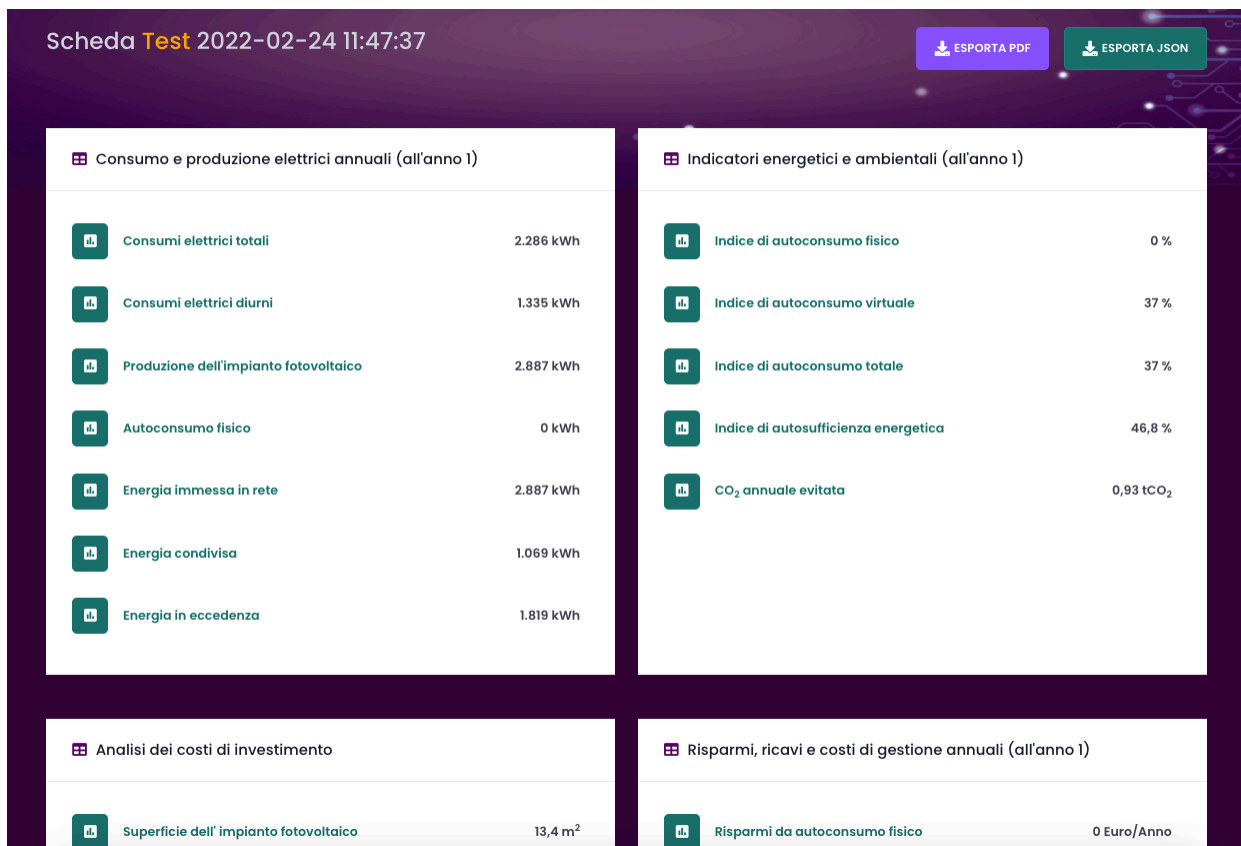 Scheda Test 2022-02-24 11:47:37
ESPORTA PDF
ESPORTA JSON
Consumo e produzione elettrici annuali (all'anno 1)
Consumi elettrici totali 2.286 kWh
Consumi elettrici diurni 1.335 kWh
Produzione dell'impianto fotovoltaico 2.887 kWh
Autoconsumo fisico 0 kWh
Energia immessa in rete 2.887 kWh
Energia condivisa 1.069 kWh
Energia in eccedenza 1.819 kWh
Indicatori energetici e ambientali (all'anno 1)
Indice di autoconsumo fisico 0 %
Indice di autoconsumo virtuale 37 %
Indice di autoconsumo totale 37 %
Indice di autosufficienza energetica 46,8 %
CO₂ annuale evitata 0,93 tCO₂
Analisi dei costi di investimento
Superficie dell' impianto fotovoltaico 13,4 m²
Risparmi, ricavi e costi di gestione annuali (all'anno 1)
Risparmi da autoconsumo fisico 0 Euro/Anno